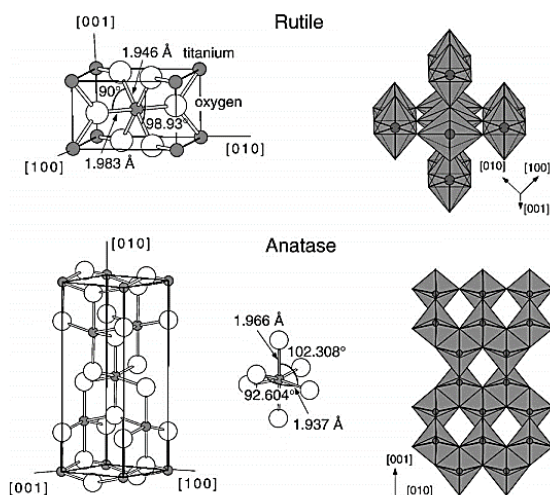 Rutile
[001]
1.946 Å
titanium
90°
oxygen
98.93°
[010]
[100]
1.983 Å
[010]
[100]
[001]
Anatase
[010]
1.966 Å
102.308°
92.604°
1.937 Å
[001]
[100]
[001]
[010]